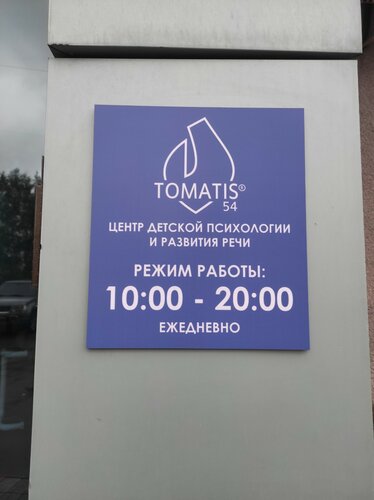 TOMATIS®
54
ЦЕНТР ДЕТСКОЙ ПСИХОЛОГИИ
И РАЗВИТИЯ РЕЧИ
РЕЖИМ РАБОТЫ:
10:00 - 20:00
ЕЖЕДНЕВНО